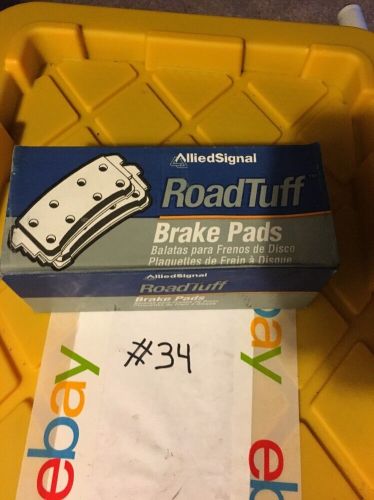 AlliedSignal
RoadTuff™
Brake Pads
Balatas para Frenos de Disco
Plaquettes de Frein à Disque
AlliedSignal
RoadTuff
Brake Pads
#34
ebay
ebay